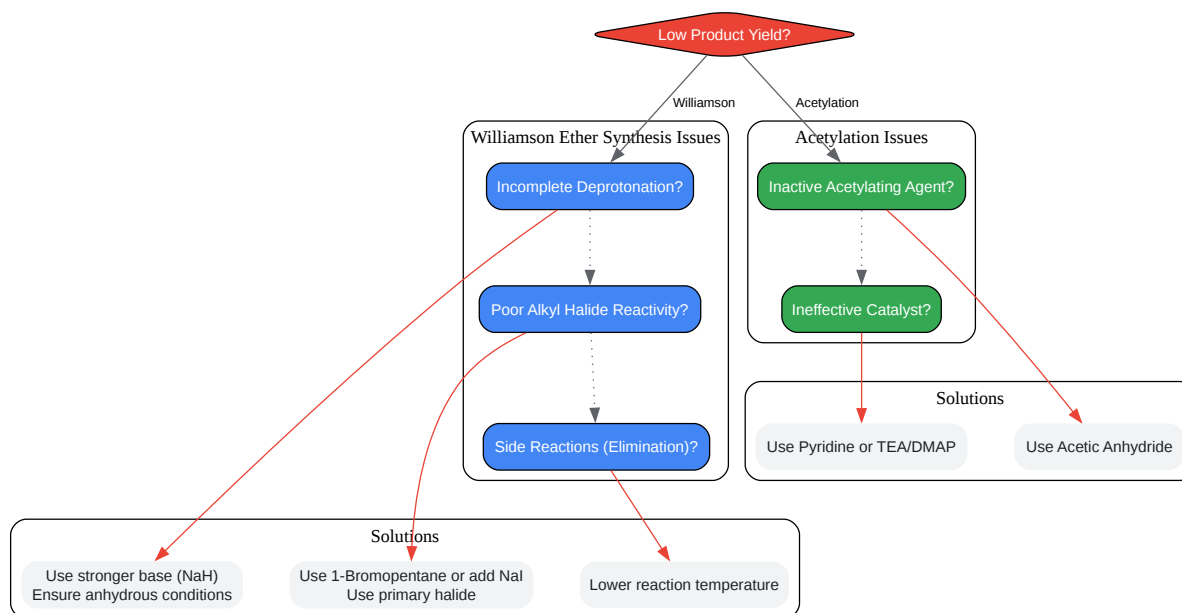 Low Product Yield?
Williamson
Acetylation
Williamson Ether Synthesis Issues
Acetylation Issues
Incomplete Deprotonation?
Inactive Acetylating Agent?
Poor Alkyl Halide Reactivity?
Ineffective Catalyst?
Side Reactions (Elimination)?
Solutions
Use Pyridine or TEA/DMAP
Use Acetic Anhydride
Solutions
Use stronger base (NaH)
Ensure anhydrous conditions
Use 1-Bromopentane or add NaI
Use primary halide
Lower reaction temperature